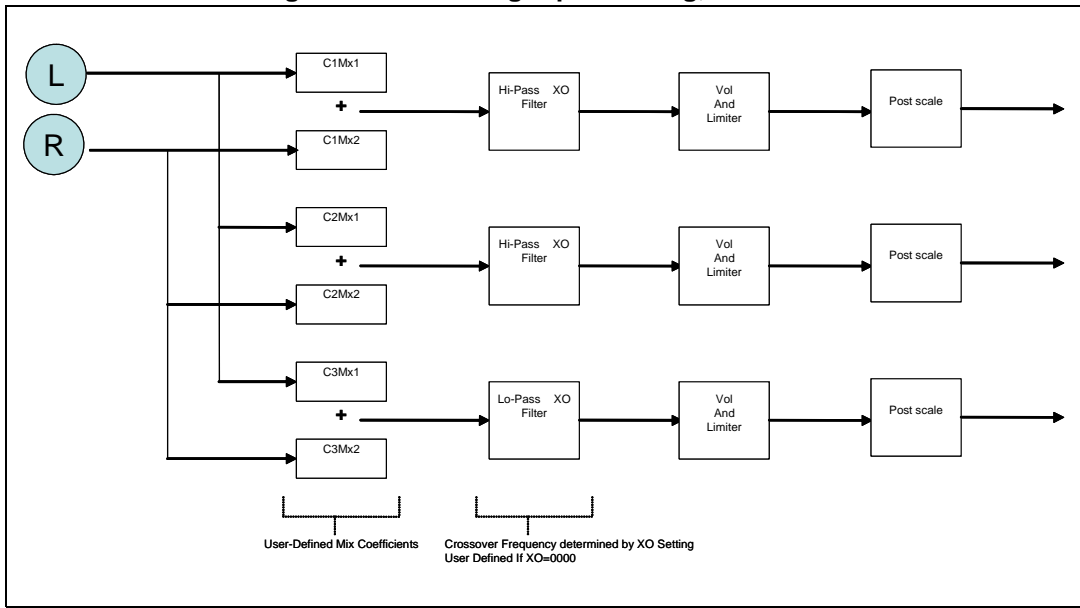 L
R
C1Mx1
+
C1Mx2
Hi-Pass XO
Filter
Vol
And
Limiter
Post scale
C2Mx1
+
C2Mx2
Hi-Pass XO
Filter
Vol
And
Limiter
Post scale
C3Mx1
+
C3Mx2
Lo-Pass XO
Filter
Vol
And
Limiter
Post scale
User-Defined Mix Coefficients
Crossover Frequency determined by XO Setting
User Defined If XO=0000